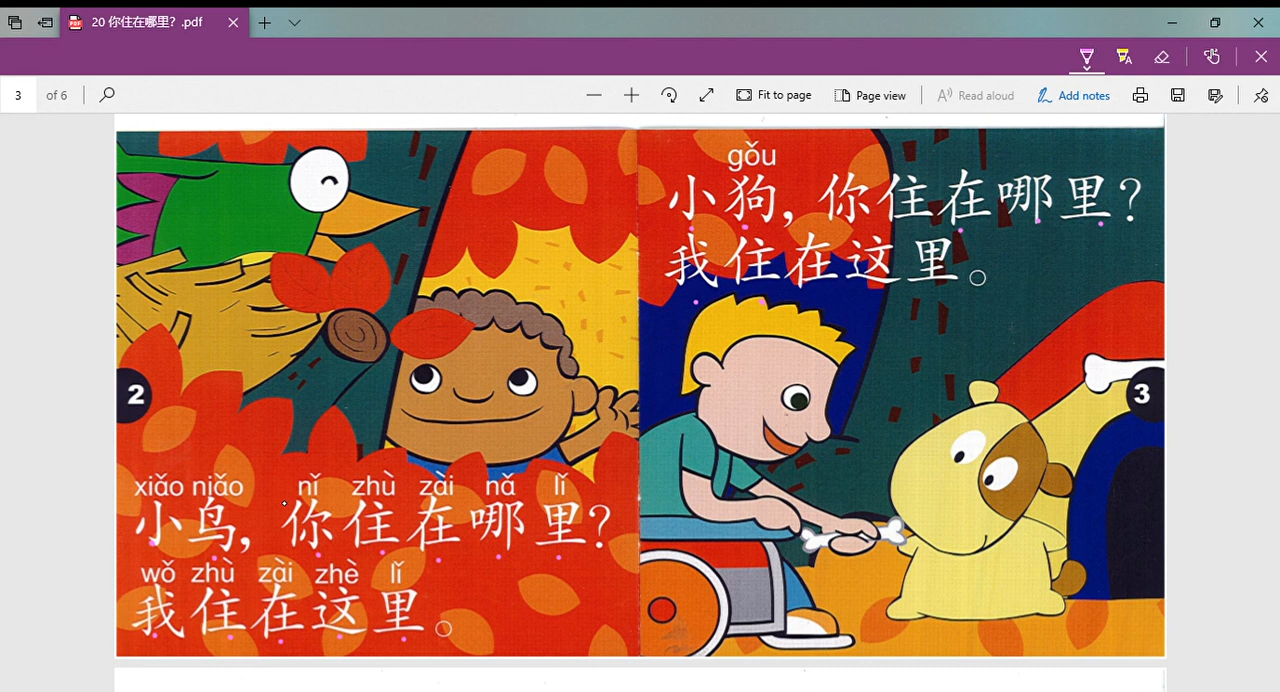 20 你住在哪里? .pdf
3 of 6
Fit to page
Page view
Read aloud
Add notes
2
xiǎo niǎo nǐ zhù zài nǎ lǐ
小鸟,你住在哪里?
wǒ zhù zài zhè lǐ
我住在这里。
gǒu
小狗,你住在哪里?
我住在这里。
3